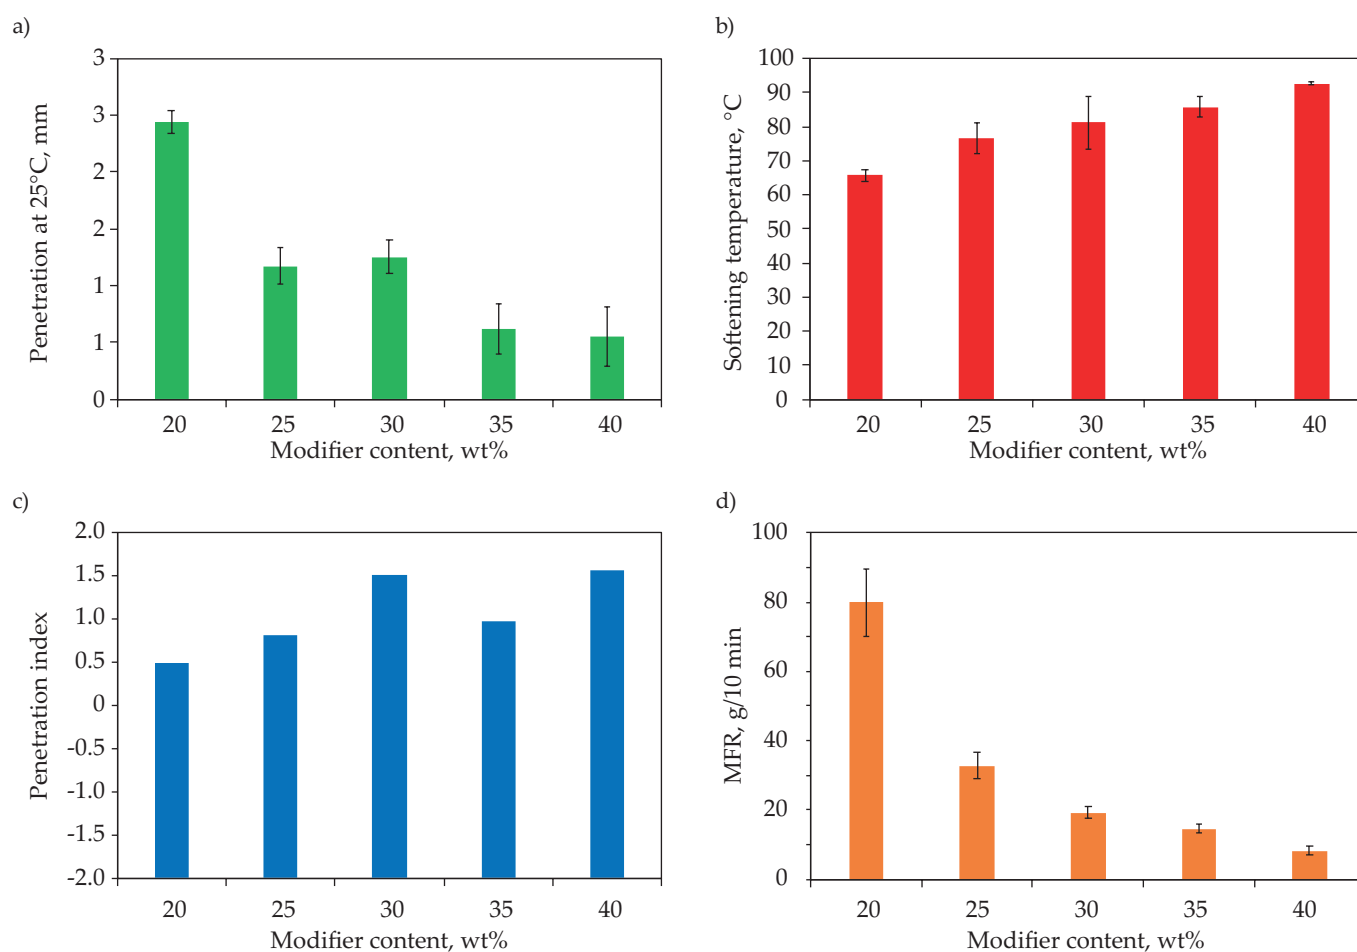 a)
Penetration at 25°C, mm
3
3
2
2
1
1
0
20 25 30 35 40
Modifier content, wt%
b)
Softening temperature, °C
100
90
80
70
60
50
40
30
20
10
0
20 25 30 35 40
Modifier content, wt%
c)
Penetration index
2.0
1.5
1.0
0.5
0
-0.5
-1.0
-1.5
-2.0
20 25 30 35 40
Modifier content, wt%
d)
MFR, g/10 min
100
80
60
40
20
0
20 25 30 35 40
Modifier content, wt%